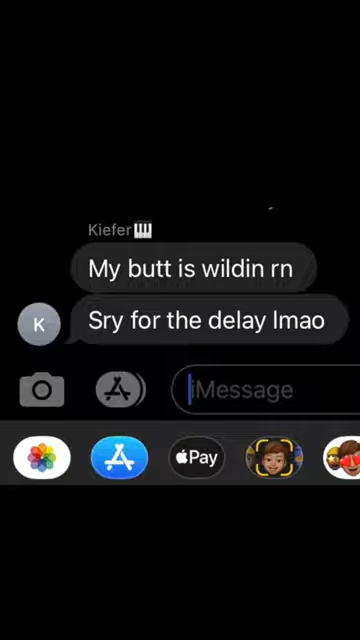 Kiefer🎹
My butt is wildin rn
K
Sry for the delay lmao
iMessage
Pay